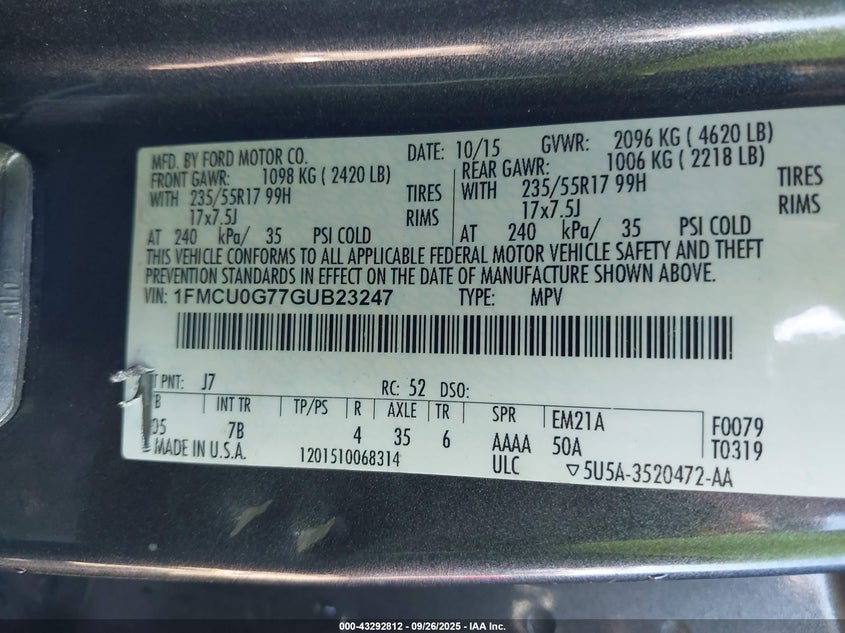 MFD. BY FORD MOTOR CO. DATE: 10/15 GVWR: 2096 KG ( 4620 LB)
FRONT GAWR: 1098 KG ( 2420 LB) REAR GAWR: 1006 KG ( 2218 LB)
WITH 235/55R17 99H TIRES WITH 235/55R17 99H TIRES
17x7.5J RIMS 17x7.5J RIMS
AT 240 kPa/ 35 PSI COLD AT 240 kPa/ 35 PSI COLD
THIS VEHICLE CONFORMS TO ALL APPLICABLE FEDERAL MOTOR VEHICLE SAFETY AND THEFT
PREVENTION STANDARDS IN EFFECT ON THE DATE OF MANUFACTURE SHOWN ABOVE.
VIN: 1FMCU0G77GUB23247 TYPE: MPV
T PNT: J7 RC: 52 DSO:
B INT TR TP/PS R AXLE TR SPR EM21A F0079
05 7B 4 35 6 AAAA 50A T0319
MADE IN U.S.A. 1201510068314 ULC ▽5U5A-3520472-AA
000-43292812 - 09/26/2025 - IAA Inc.